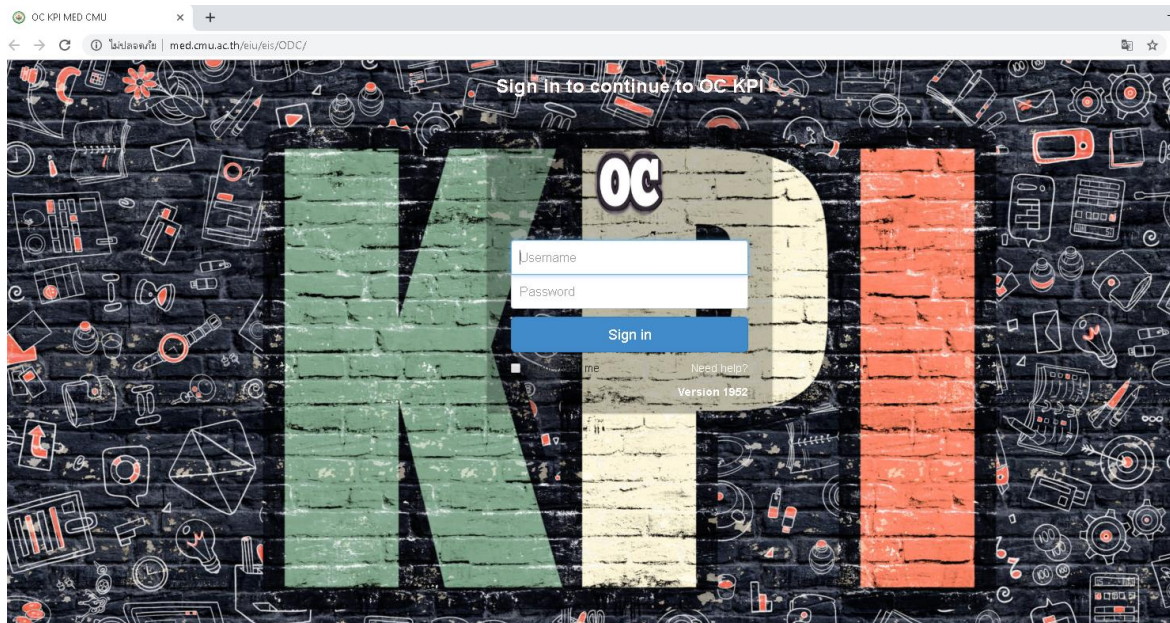 OC KPI MED CMU
ไม่ปลอดภัย
med.cmu.ac.th/eiu/eis/ODC/
Sign in to continue to OC KPI
KPI
OC
Username
Password
Sign in
me
Need help?
Version 1952